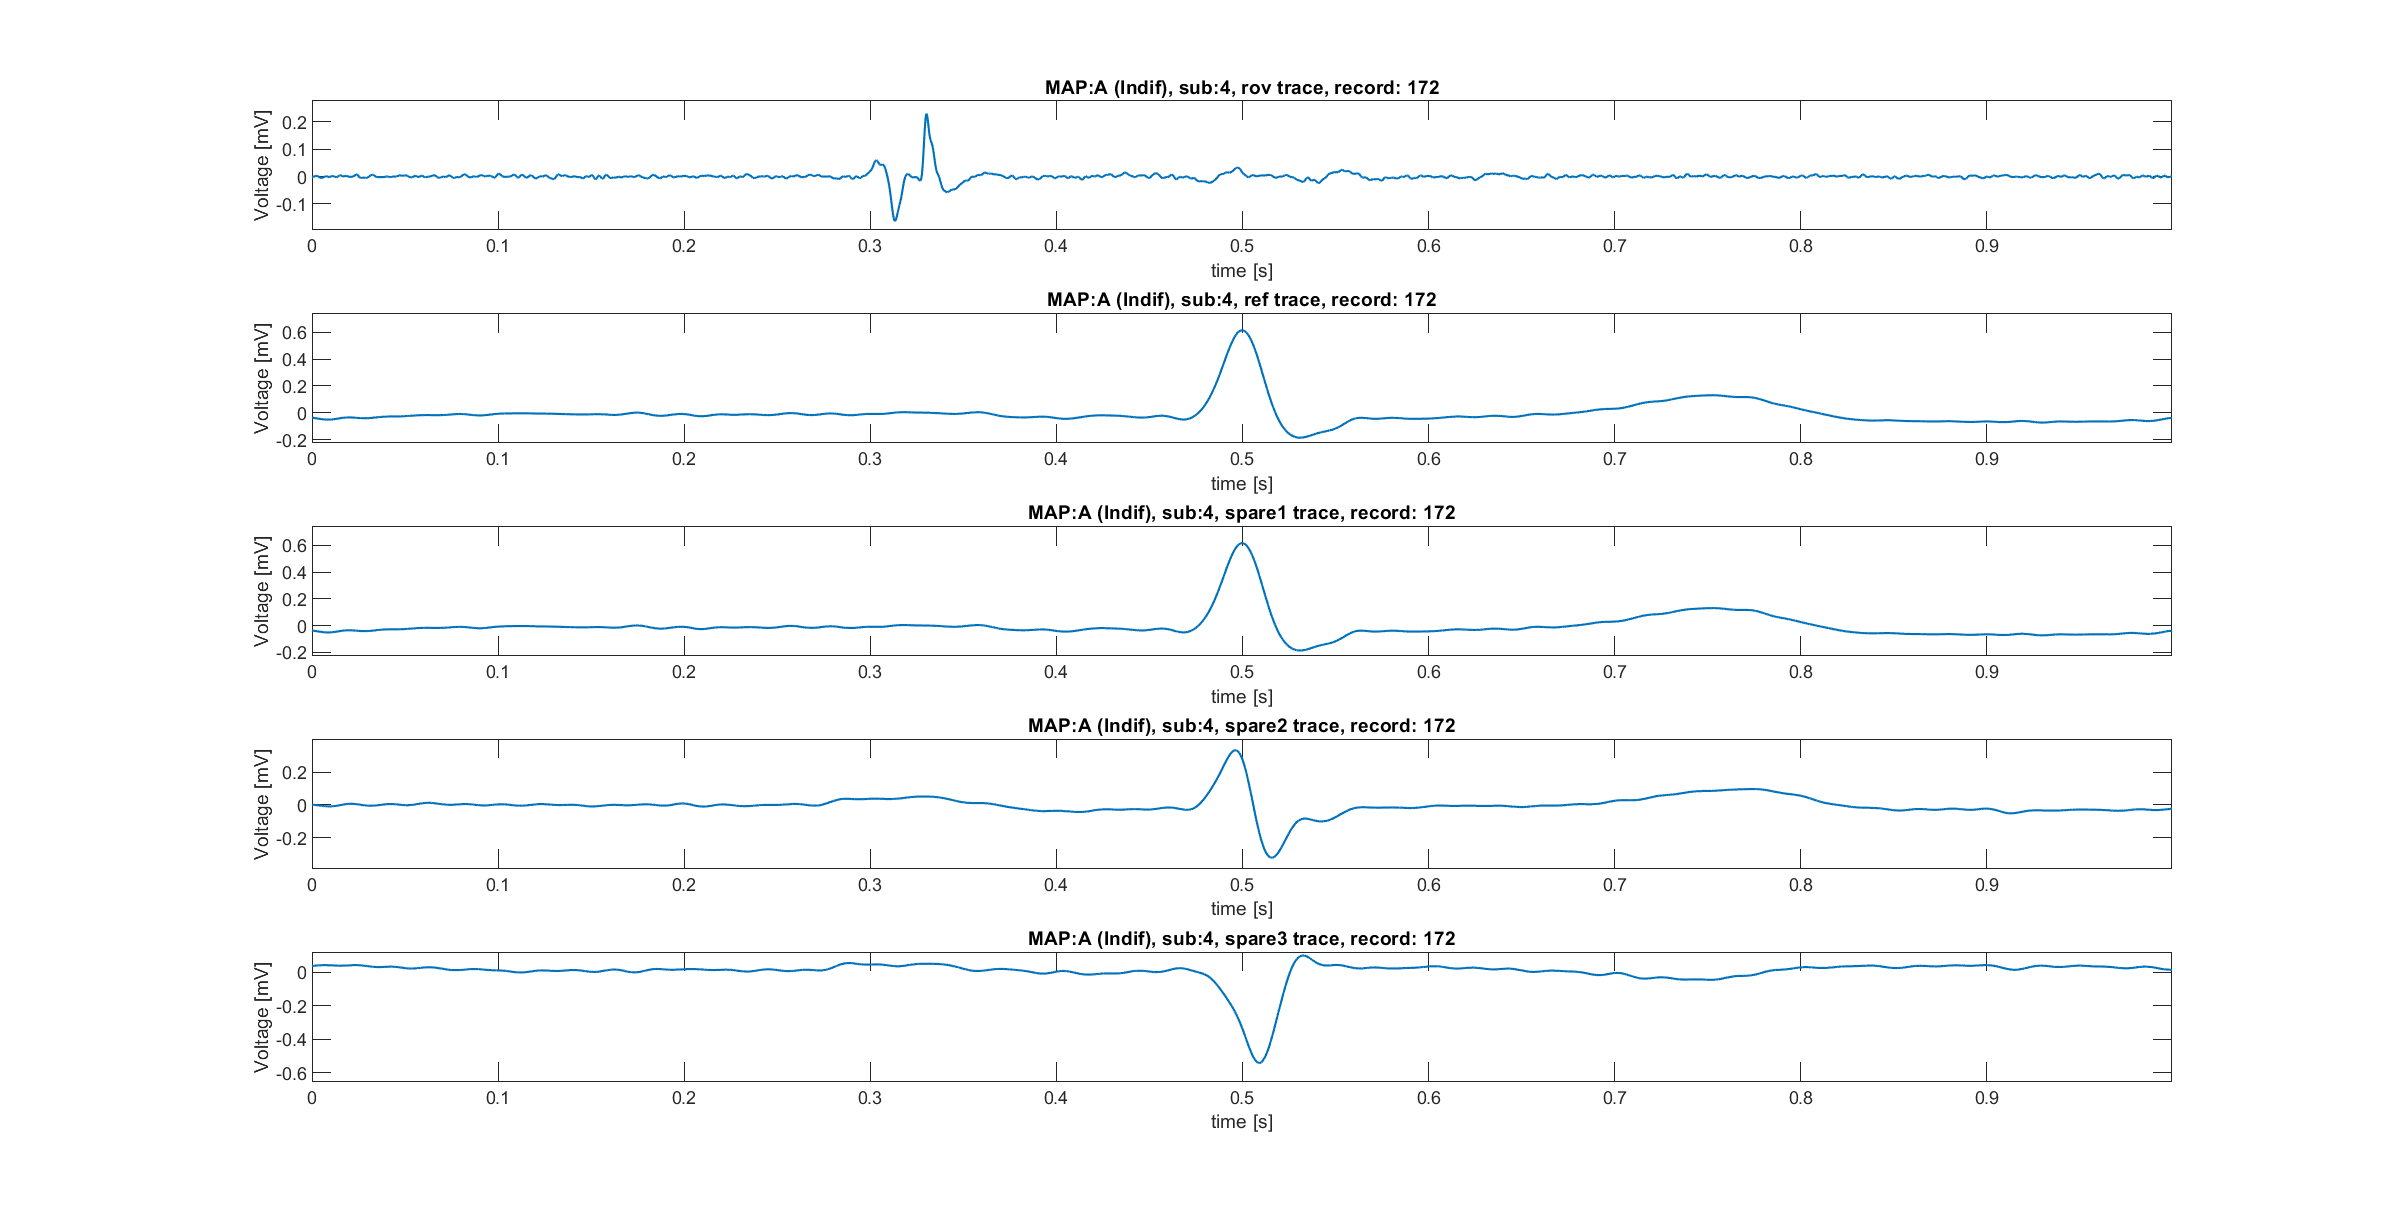 MAP:A (Indif), sub:4, rov trace, record: 172
Voltage [mV]
0.2
0.1
0
-0.1
0 0.1 0.2 0.3 0.4 0.5 0.6 0.7 0.8 0.9
time [s]
MAP:A (Indif), sub:4, ref trace, record: 172
Voltage [mV]
0.6
0.4
0.2
0
-0.2
0 0.1 0.2 0.3 0.4 0.5 0.6 0.7 0.8 0.9
time [s]
MAP:A (Indif), sub:4, spare1 trace, record: 172
Voltage [mV]
0.6
0.4
0.2
0
-0.2
0 0.1 0.2 0.3 0.4 0.5 0.6 0.7 0.8 0.9
time [s]
MAP:A (Indif), sub:4, spare2 trace, record: 172
Voltage [mV]
0.2
0
-0.2
0 0.1 0.2 0.3 0.4 0.5 0.6 0.7 0.8 0.9
time [s]
MAP:A (Indif), sub:4, spare3 trace, record: 172
Voltage [mV]
0
-0.2
-0.4
-0.6
0 0.1 0.2 0.3 0.4 0.5 0.6 0.7 0.8 0.9
time [s]